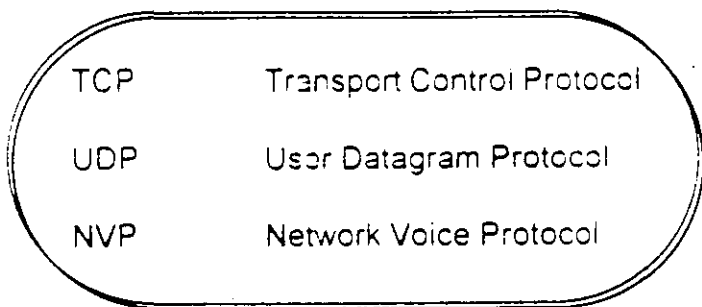 TCP Transport Control Protocol
UDP User Datagram Protocol
NVP Network Voice Protocol